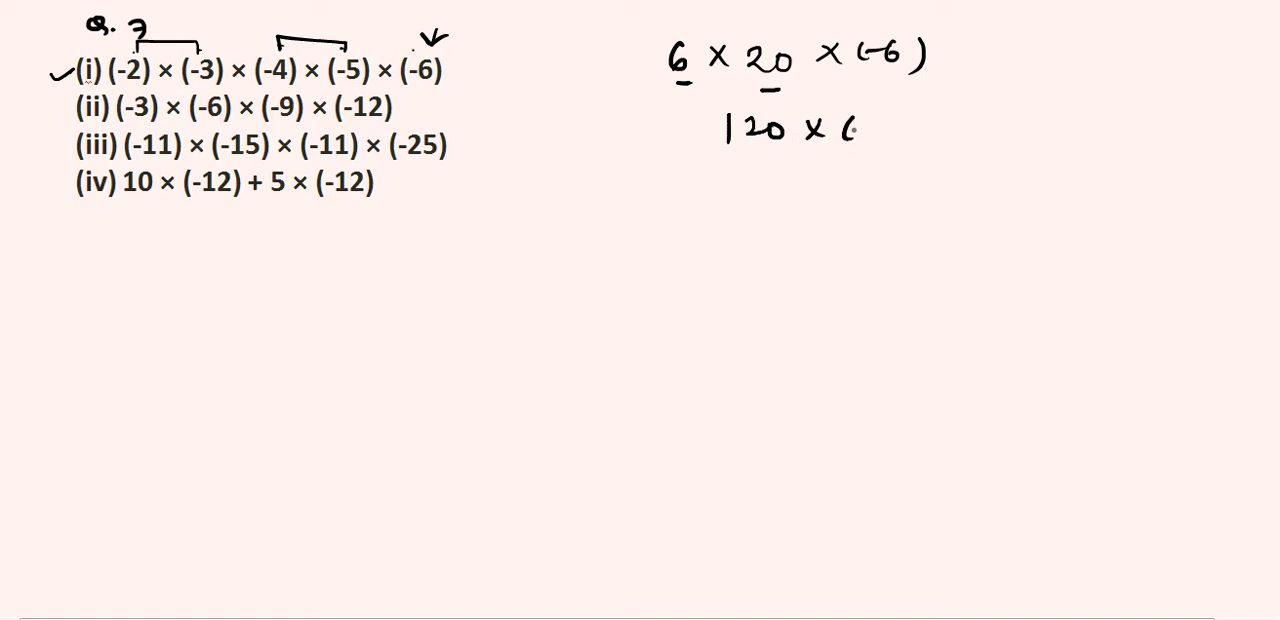 Q. 7
(i) (-2) × (-3) × (-4) × (-5) × (-6)
(ii) (-3) × (-6) × (-9) × (-12)
(iii) (-11) × (-15) × (-11) × (-25)
(iv) 10 × (-12) + 5 × (-12)
6 × 20 × (-6)
120 × (